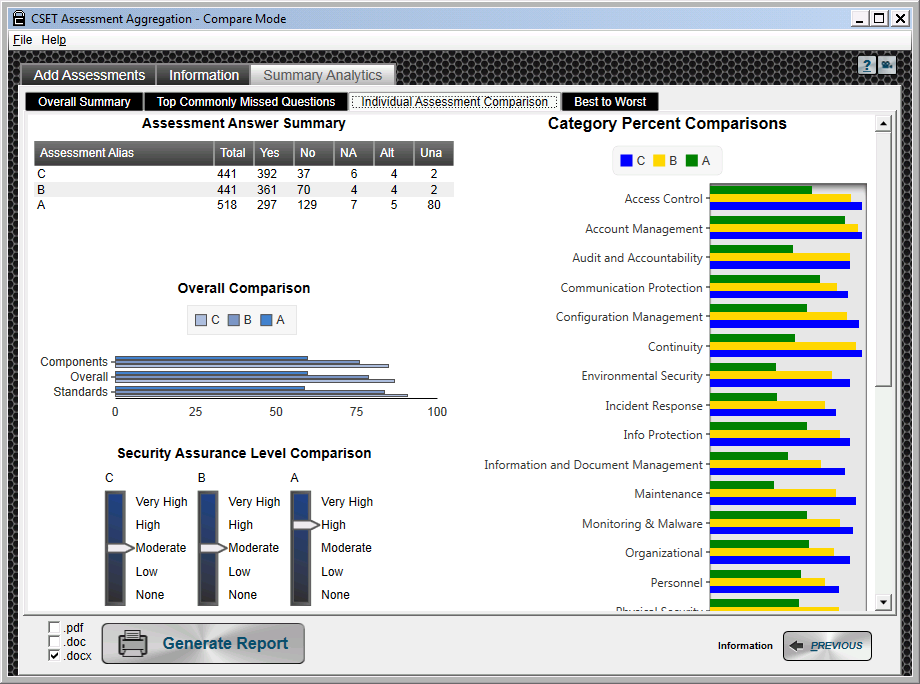 CSET Assessment Aggregation - Compare Mode
File Help
Add Assessments Information Summary Analytics
?
Overall Summary Top Commonly Missed Questions Individual Assessment Comparison Best to Worst
Assessment Answer Summary
Assessment Alias Total Yes No NA Alt Una
C 441 392 37 6 4 2
B 441 361 70 4 4 2
A 518 297 129 7 5 80
Overall Comparison
C B A
Components
Overall
Standards
0 25 50 75 100
Security Assurance Level Comparison
C B A
Very High Very High Very High
High High High
Moderate Moderate Moderate
Low Low Low
None None None
Category Percent Comparisons
C B A
Access Control
Account Management
Audit and Accountability
Communication Protection
Configuration Management
Continuity
Environmental Security
Incident Response
Info Protection
Information and Document Management
Maintenance
Monitoring & Malware
Organizational
Personnel
Physical Security
.pdf
.doc
.docx
Generate Report
Information
PREVIOUS